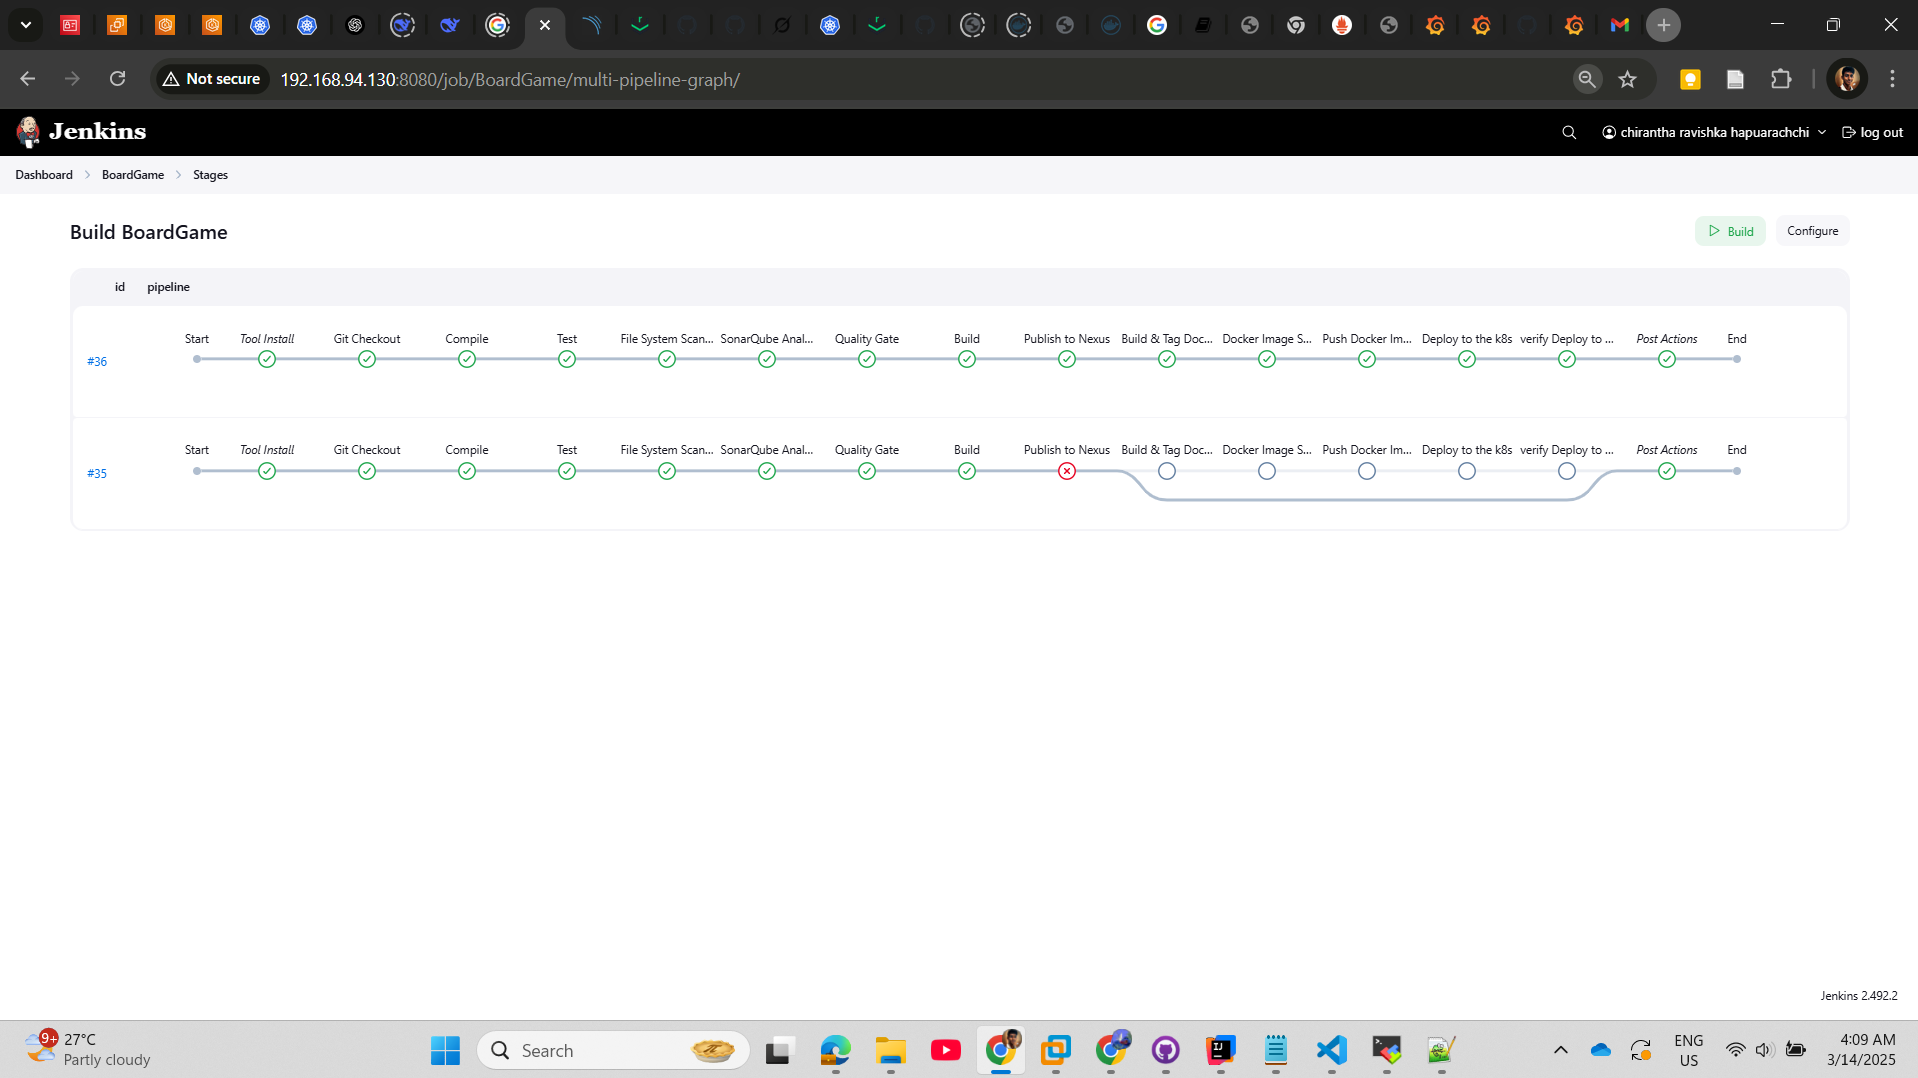 Not secure
192.168.94.130:8080/job/BoardGame/multi-pipeline-graph/
Jenkins
chirantha ravishka hapuarachchi
log out
Dashboard
BoardGame
Stages
Build BoardGame
Build
Configure
id pipeline
Start Tool Install Git Checkout Compile Test File System Scan... SonarQube Anal... Quality Gate Build Publish to Nexus Build & Tag Doc... Docker Image S... Push Docker Im... Deploy to the k8s verify Deploy to ... Post Actions End
#36
Start Tool Install Git Checkout Compile Test File System Scan... SonarQube Anal... Quality Gate Build Publish to Nexus Build & Tag Doc... Docker Image S... Push Docker Im... Deploy to the k8s verify Deploy to ... Post Actions End
#35
Jenkins 2.492.2
9+
27°C
Partly cloudy
Search
ENG
US
4:09 AM
3/14/2025